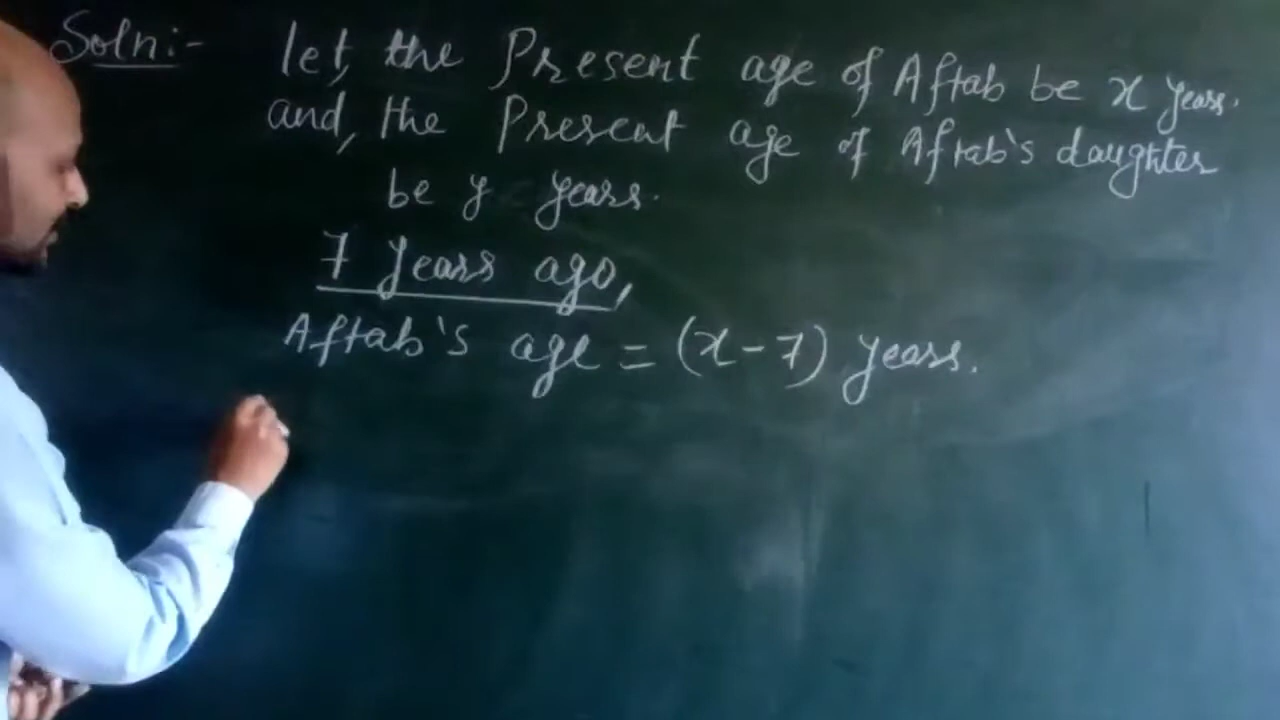 Soln:- let, the Present age of Aftab be x years.
and, the Present age of Aftab's daughter
be y years.
7 years ago,
Aftab's age = (x-7) years.